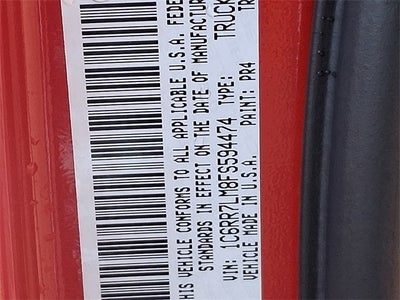 THIS VEHICLE CONFORMS TO ALL APPLICABLE U.S.A. FEDE
STANDARDS IN EFFECT ON THE DATE OF MANUFACTUR
VIN: 1C6RR7LM8FS594474 TYPE: TRUCK
VEHICLE MADE IN U.S.A. PAINT: PR4